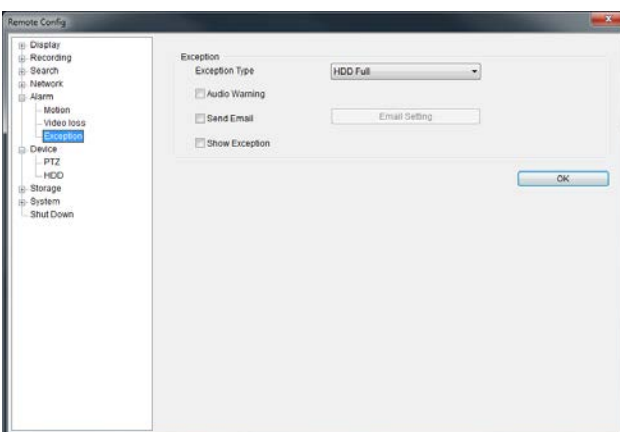 Remote Config
Display
Recording
Search
Network
Alarm
Motion
Video loss
Exception
Device
PTZ
HDD
Storage
System
Shut Down
Exception
Exception Type
HDD Full
Audio Warning
Send Email
Email Setting
Show Exception
OK